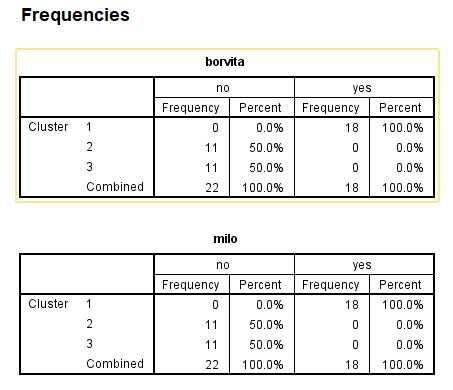 Frequencies
borvita
no yes
Frequency Percent Frequency Percent
Cluster 1 0 0.0% 18 100.0%
2 11 50.0% 0 0.0%
3 11 50.0% 0 0.0%
Combined 22 100.0% 18 100.0%
milo
no yes
Frequency Percent Frequency Percent
Cluster 1 0 0.0% 18 100.0%
2 11 50.0% 0 0.0%
3 11 50.0% 0 0.0%
Combined 22 100.0% 18 100.0%